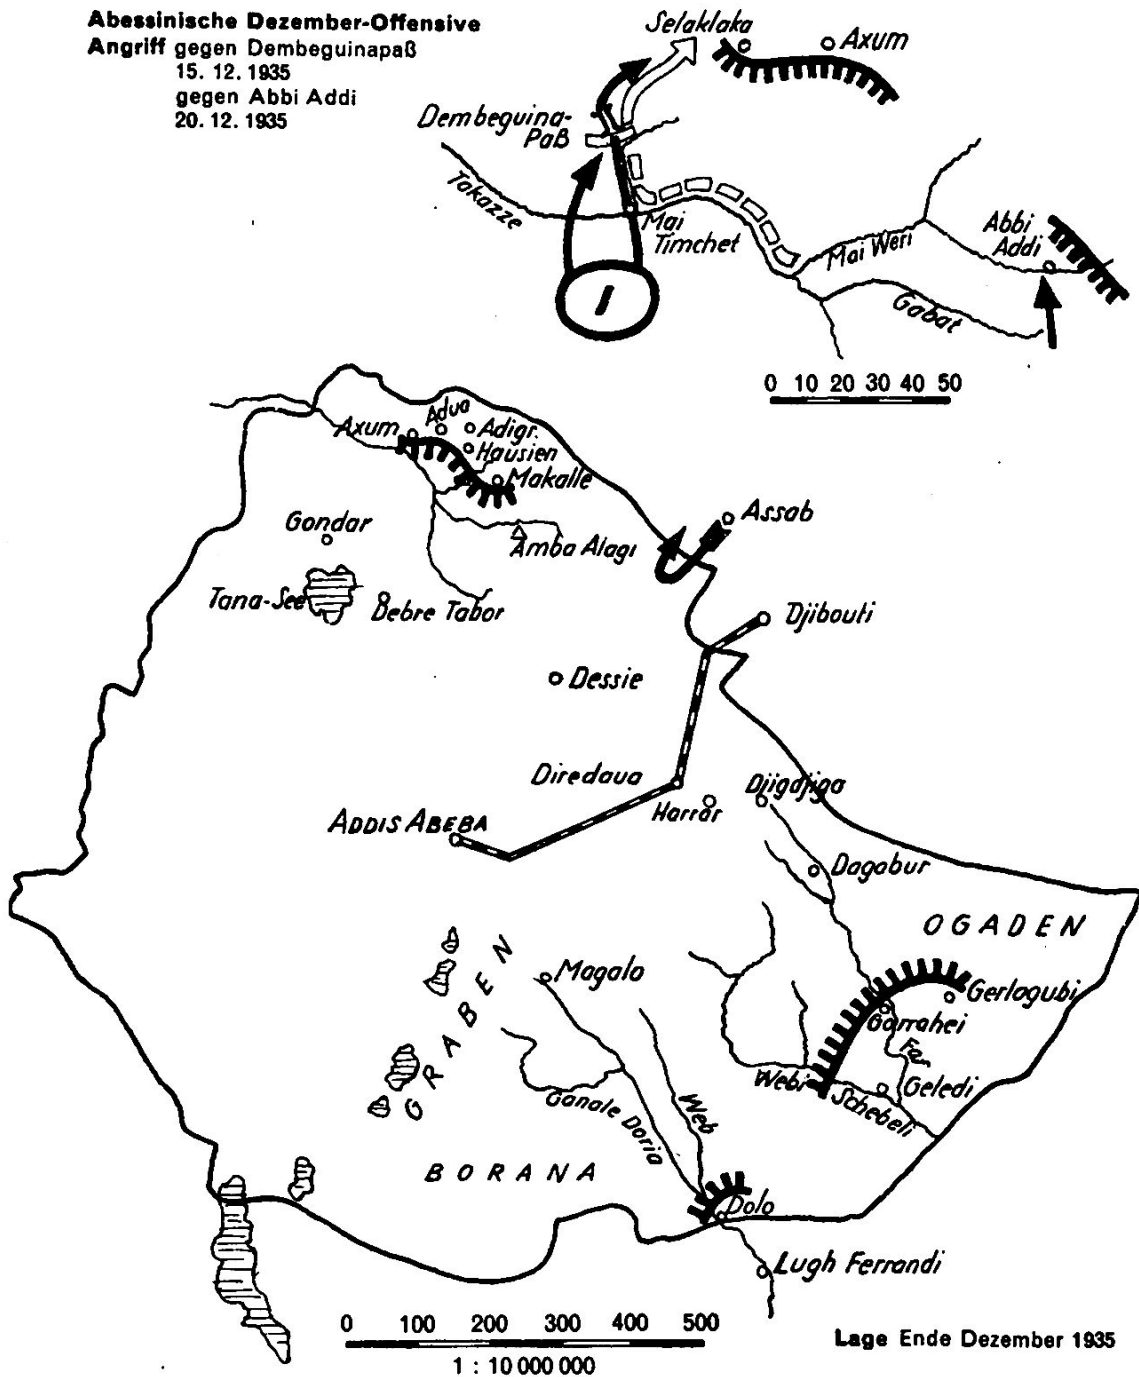 Abessinische Dezember-Offensive
Angriff gegen Dembeguinapaß
15. 12. 1935
gegen Abbi Addi
20. 12. 1935
Selaklaka
Axum
Dembeguina-
Paß
Takazze
Mai
Timchet
Mai Weri
Abbi
Addi
Gabat
I
0 10 20 30 40 50
Axum
Adua
Adigr.
Hausien
Makalle
Assab
Gondar
Amba Alagi
Tana-See
Debre Tabor
Djibouti
Dessie
Diredaua
Harrar
Djigdjiga
ADDIS ABEBA
Dagabur
OGADEN
GRABEN
Magalo
Gerlogubi
Gorrahei
Faf
Webi
Schebeli
Geledi
Ganale Doria
Web
BORANA
Dolo
Lugh Ferrandi
0 100 200 300 400 500
1 : 10 000 000
Lage Ende Dezember 1935